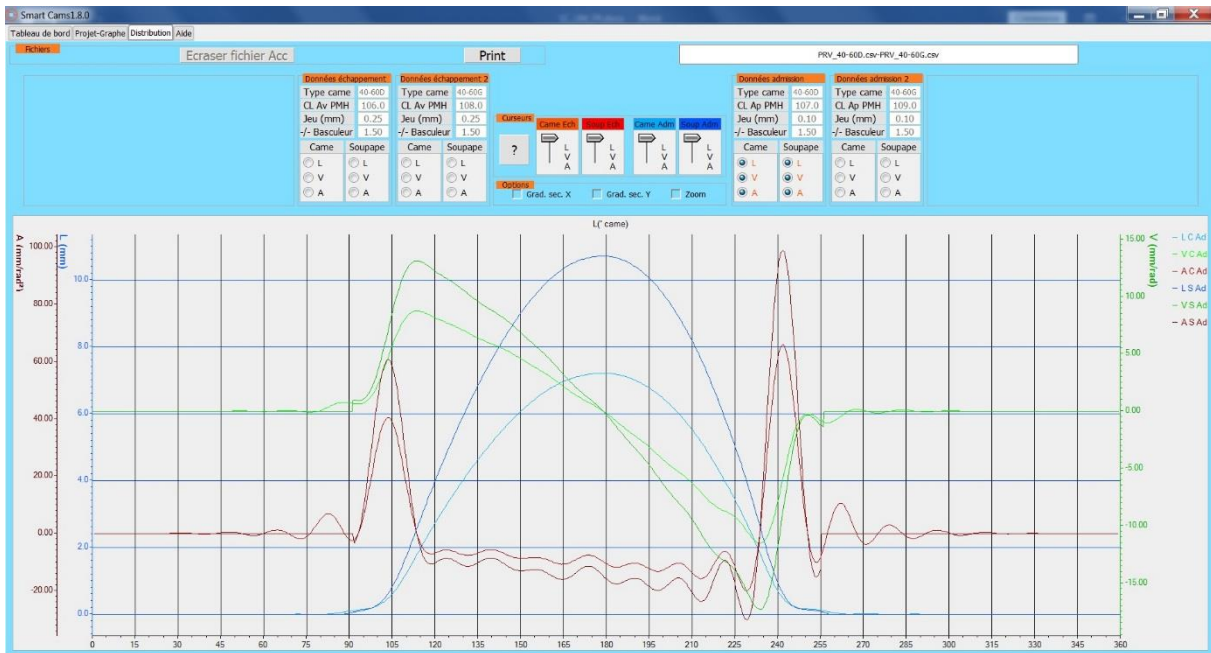 Smart Cams1.8.0
Tableau de bord Projet-Graphe Distribution Aide
Fichiers
Ecraser fichier Acc Print PRV_40-60D.csv-PRV_40-60G.csv
Données échappement Données échappement 2 Données admission Données admission 2
Type came 40-60D Type came 40-60G Type came 40-60D Type came 40-60G
CL Av PMH 106.0 CL Av PMH 108.0 CL Ap PMH 107.0 CL Ap PMH 109.0
Jeu (mm) 0.25 Jeu (mm) 0.25 Jeu (mm) 0.10 Jeu (mm) 0.10
-/- Basculeur 1.50 -/- Basculeur 1.50 -/- Basculeur 1.50 -/- Basculeur 1.50
Came Soupape Came Soupape Came Soupape Came Soupape
L L L L L L L L
V V V V V V V V
A A A A A A A A
Curseurs Came Ech Soup Ech Came Adm Soup Adm
? L L L L
V V V V
A A A A
Options
Grad. sec. X Grad. sec. Y Zoom
L(° came)
A (mm/rad²) L (mm) V (mm/rad)
100.00 15.00
10.0
80.00 10.00
8.0
60.00 5.00
6.0
40.00 0.00
20.00 4.0 -5.00
0.00 2.0 -10.00
-20.00 0.0 -15.00
L C Ad
V C Ad
A C Ad
L S Ad
V S Ad
A S Ad
0 15 30 45 60 75 90 105 120 135 150 165 180 195 210 225 240 255 270 285 300 315 330 345 360